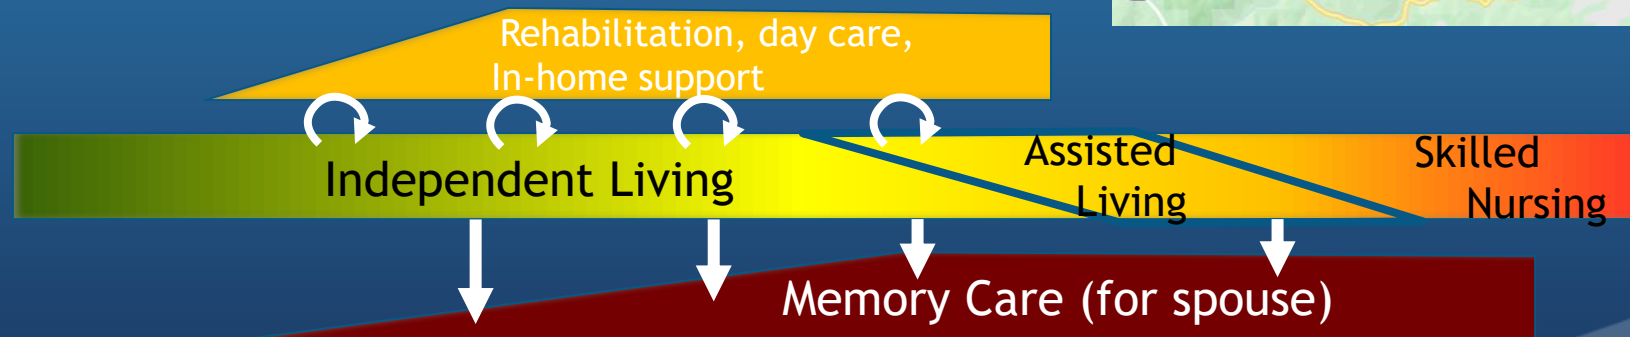 Rehabilitation, day care,
In-home support
Independent Living
Assisted
Living
Skilled
Nursing
Memory Care (for spouse)